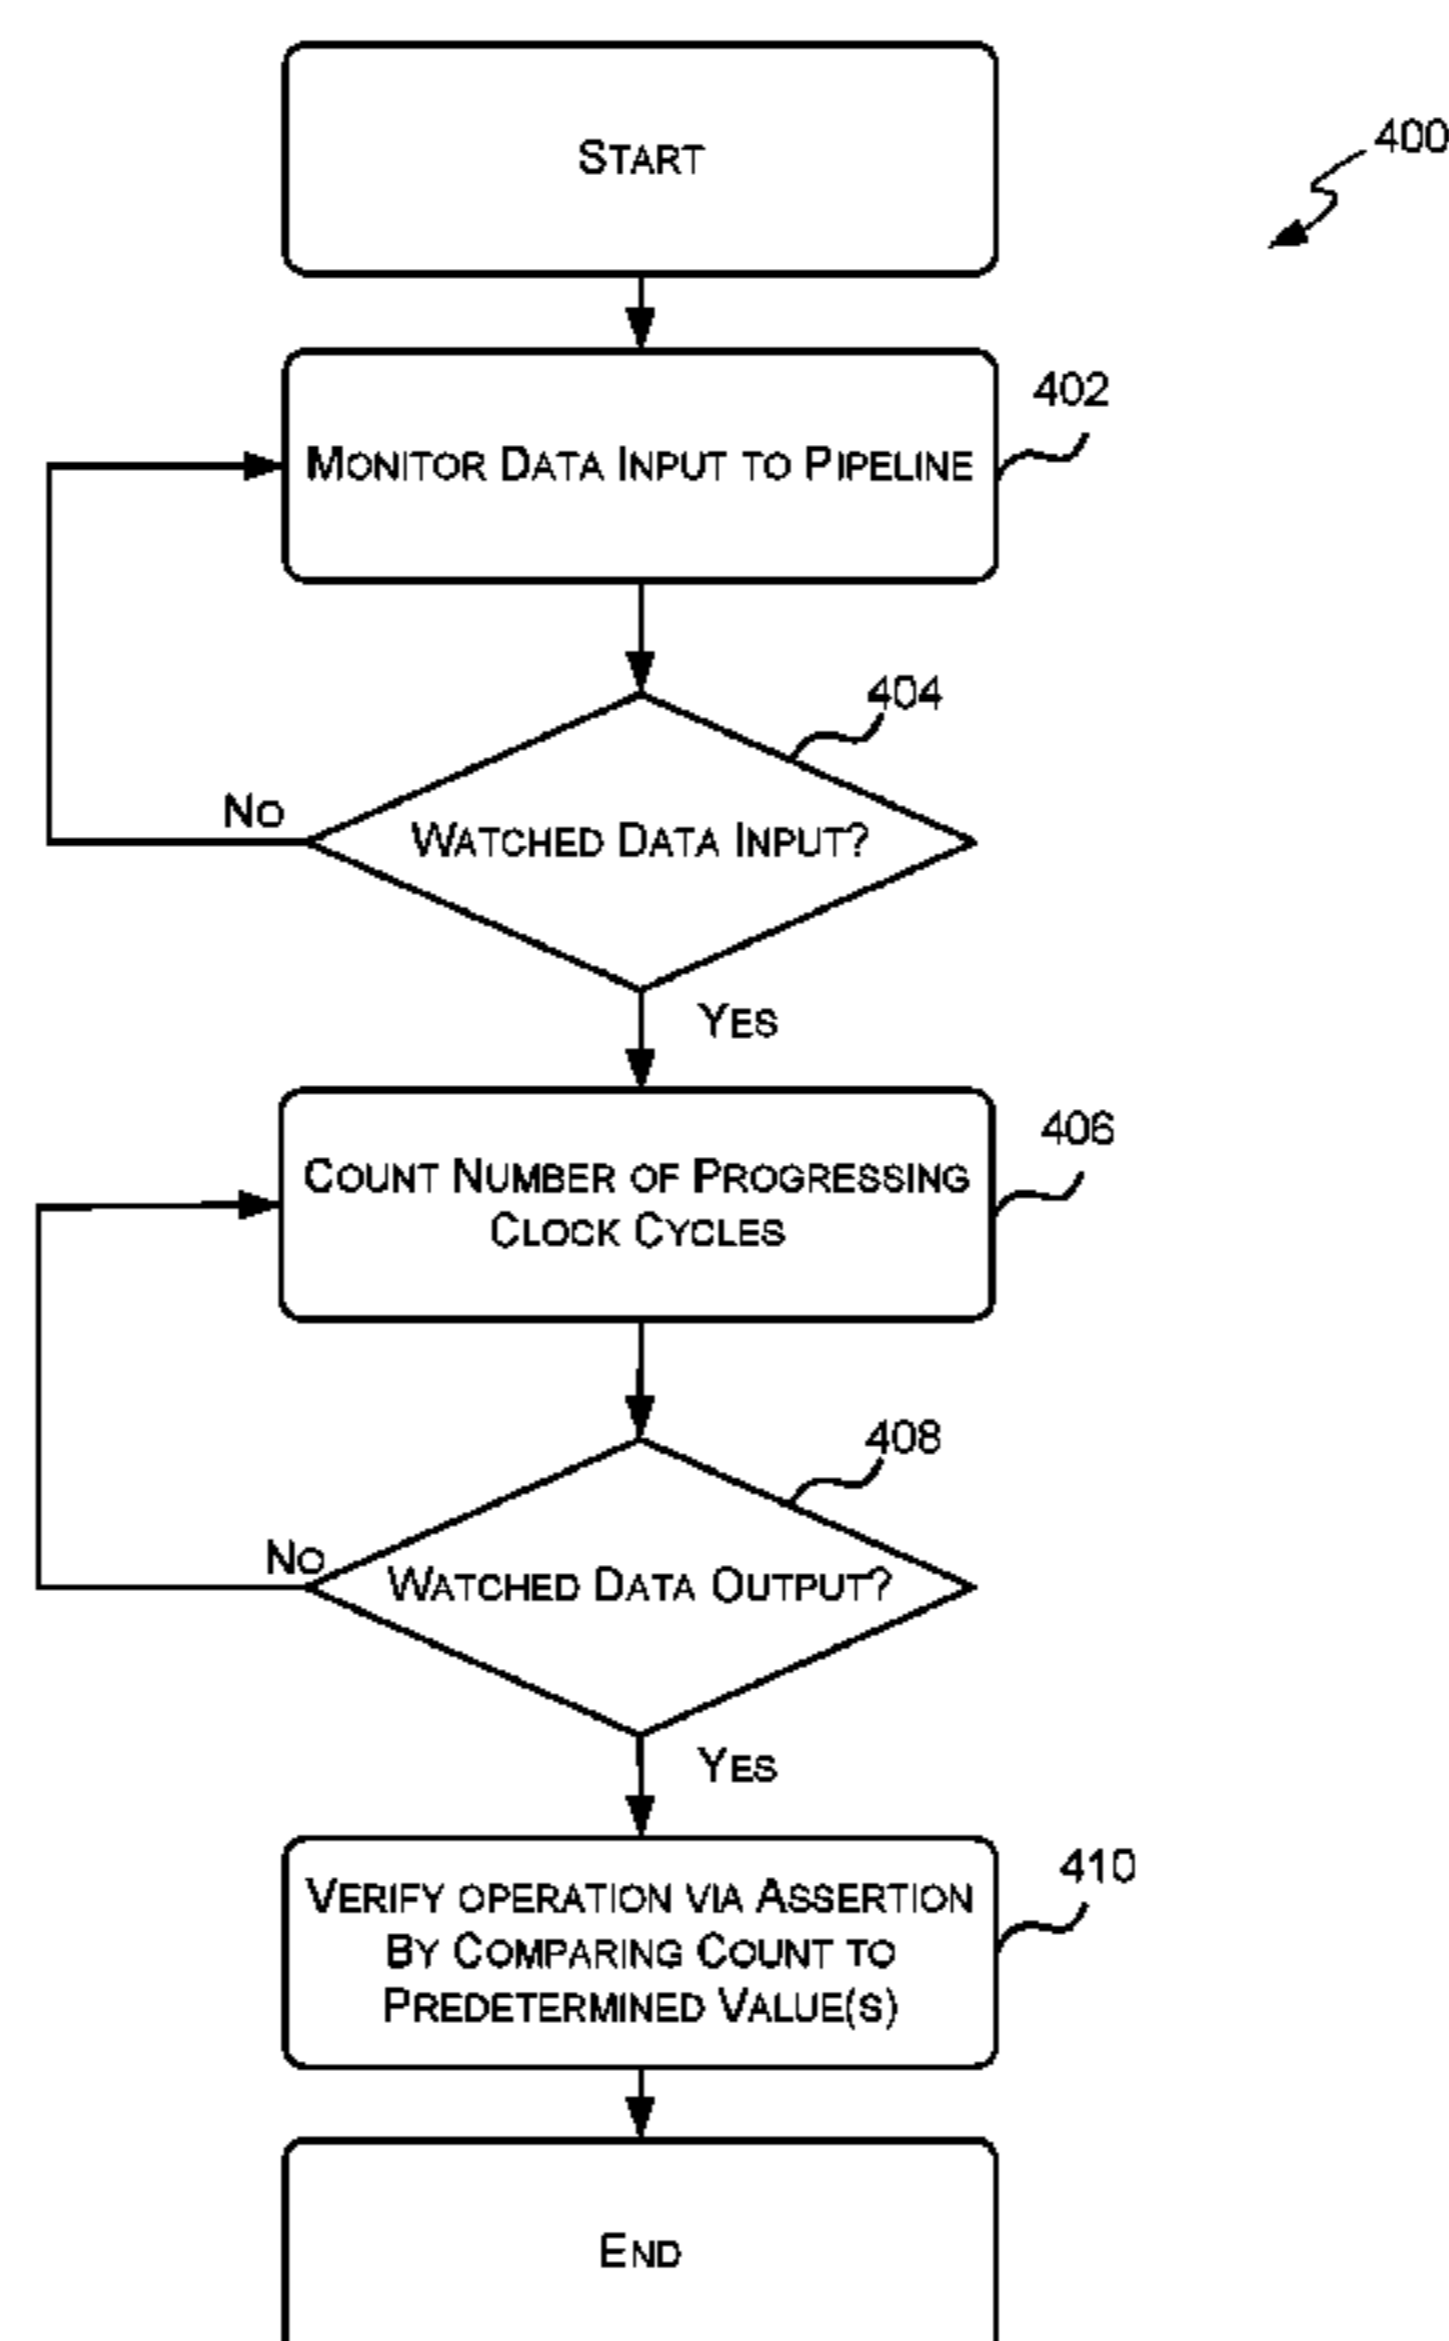 START
400
402
MONITOR DATA INPUT TO PIPELINE
404
NO
WATCHED DATA INPUT?
YES
406
COUNT NUMBER OF PROGRESSING
CLOCK CYCLES
408
NO
WATCHED DATA OUTPUT?
YES
410
VERIFY OPERATION VIA ASSERTION
BY COMPARING COUNT TO
PREDETERMINED VALUE(S)
END